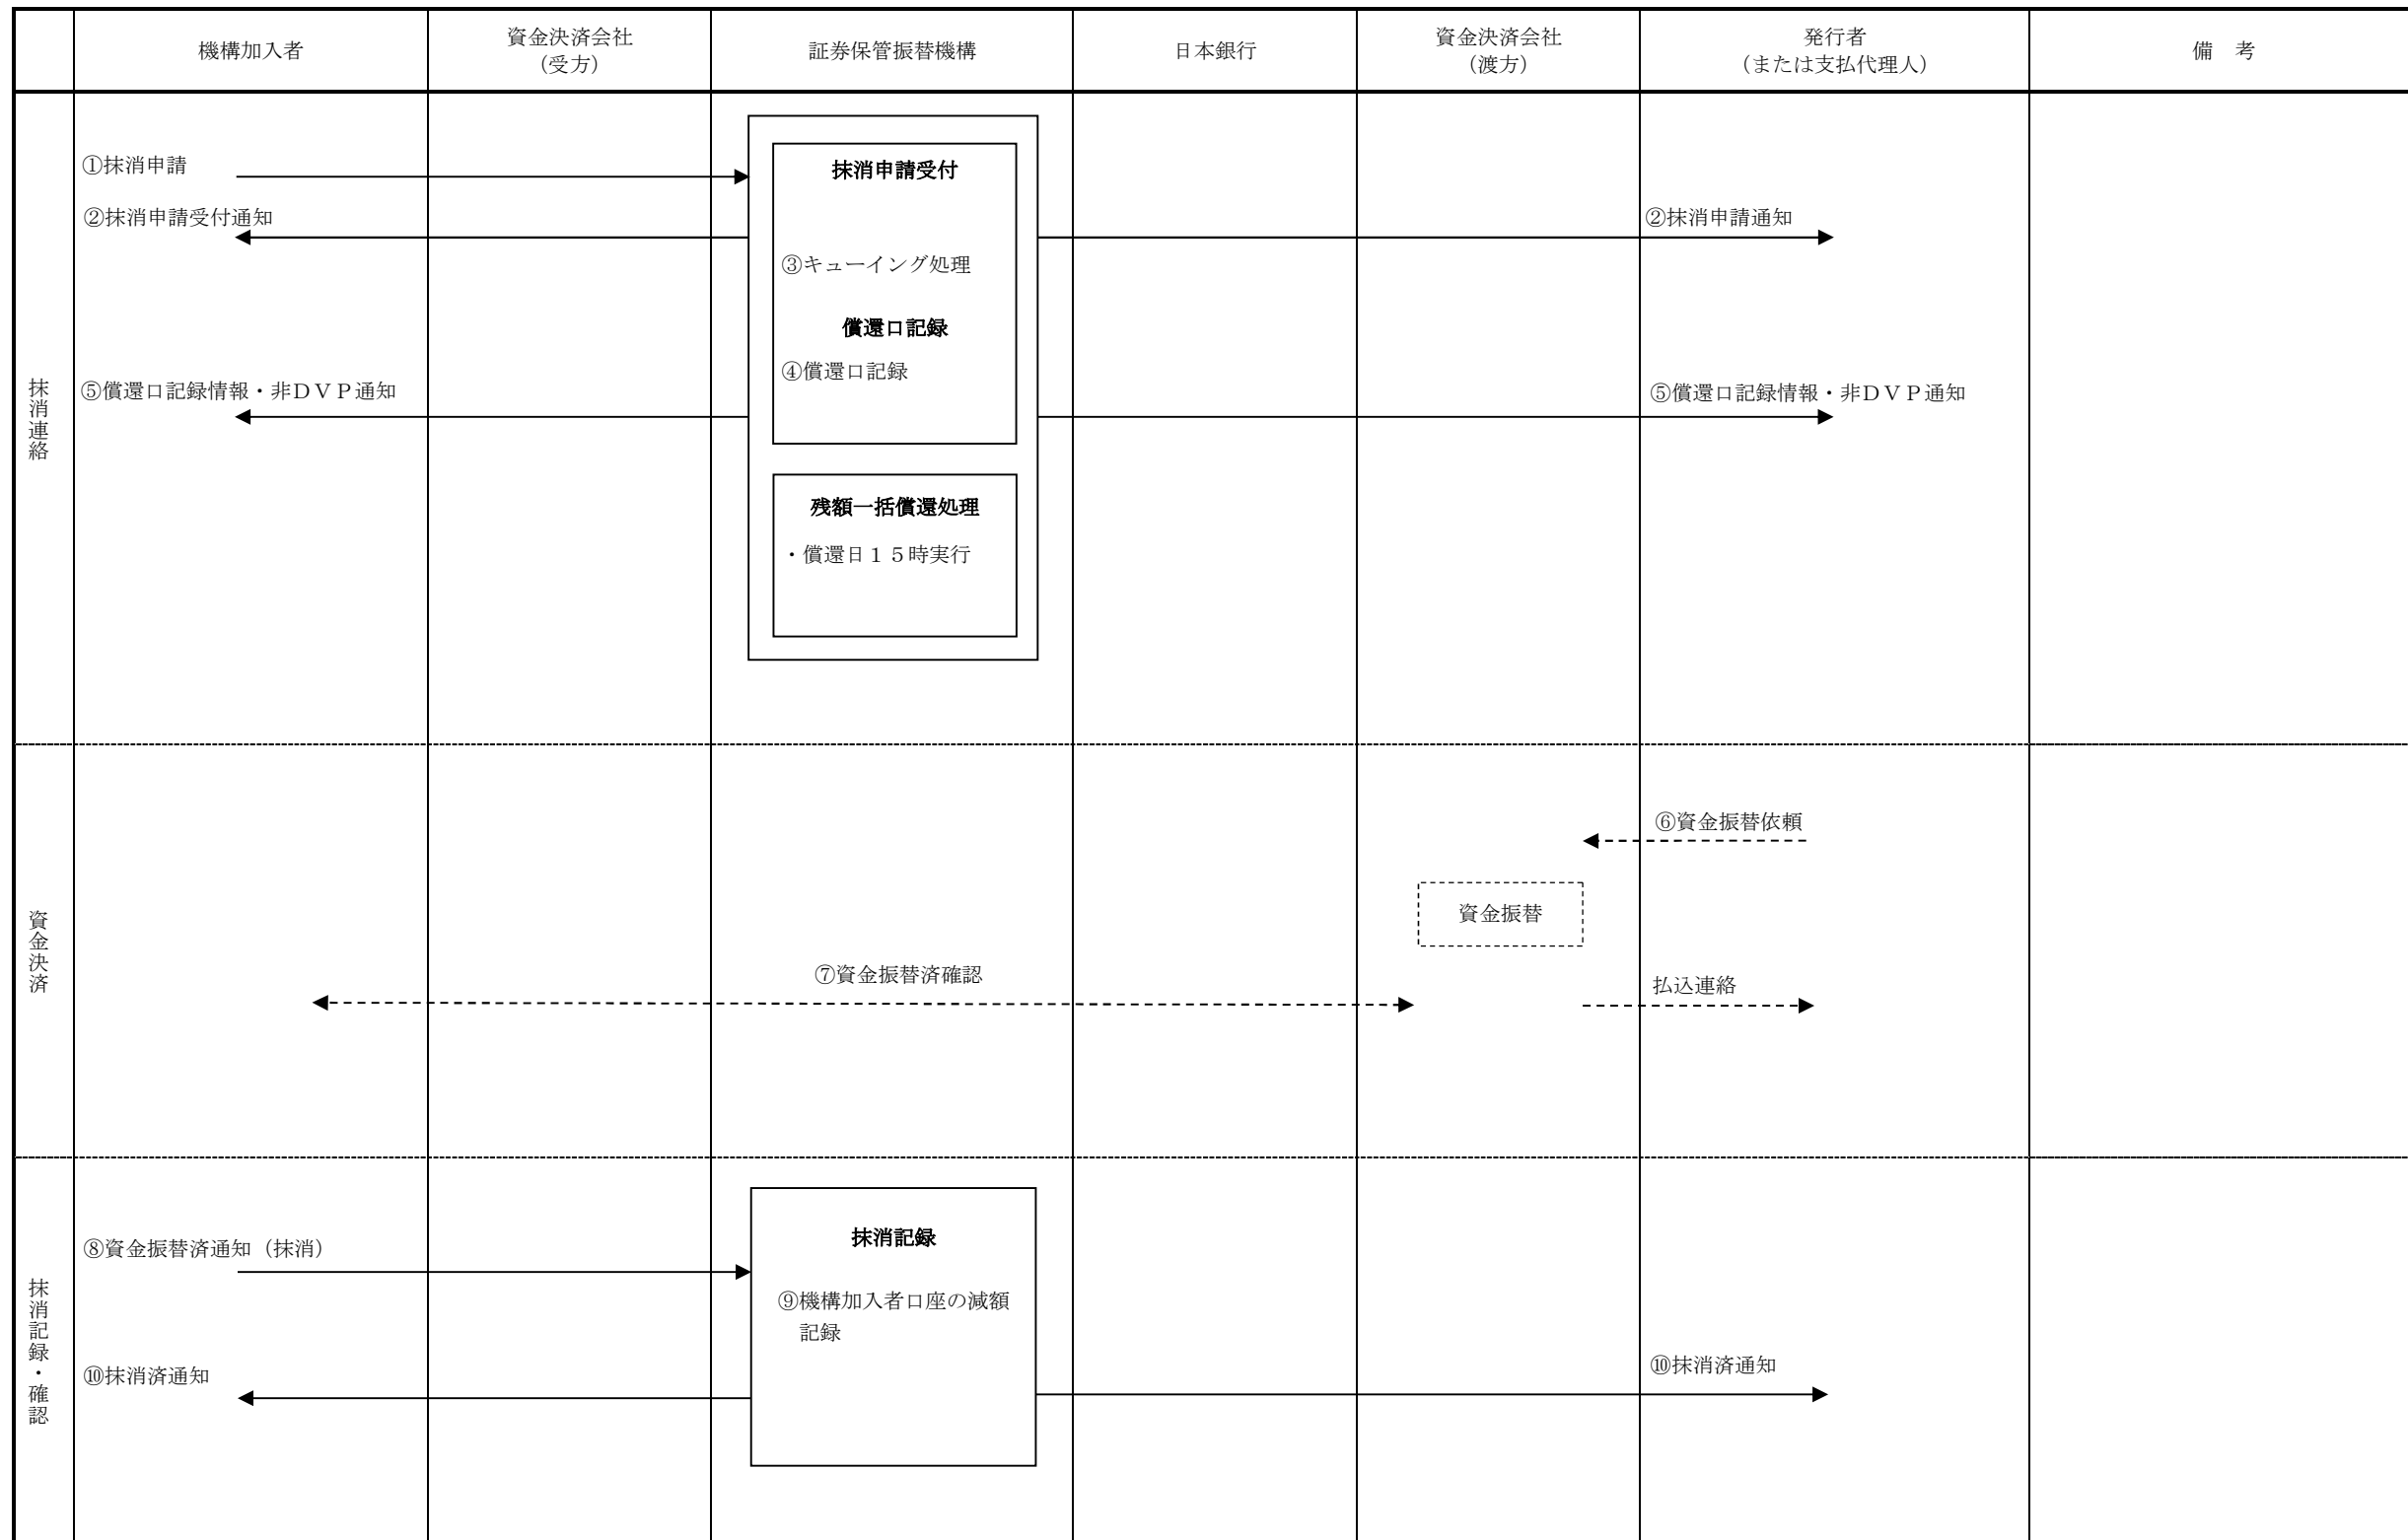 機構加入者
資金決済会社
（受方）
証券保管振替機構
日本銀行
資金決済会社
（渡方）
発行者
（または支払代理人）
備　考
抹消連絡
①抹消申請
抹消申請受付
②抹消申請受付通知
②抹消申請通知
③キューイング処理
償還口記録
④償還口記録
⑤償還口記録情報・非ＤＶＰ通知
⑤償還口記録情報・非ＤＶＰ通知
残額一括償還処理
・償還日１５時実行
資金決済
⑥資金振替依頼
資金振替
⑦資金振替済確認
払込連絡
抹消記録・確認
抹消記録
⑧資金振替済通知（抹消）
⑨機構加入者口座の減額
記録
⑩抹消済通知
⑩抹消済通知